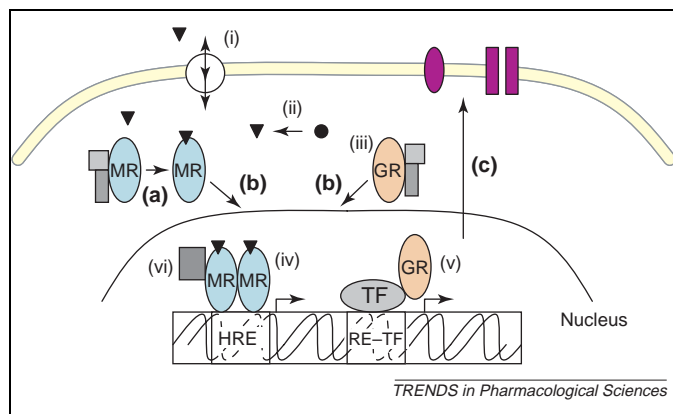 (i)
(ii)
(iii)
MR
MR
GR
(a)
(b)
(b)
(c)
(vi)
(iv)
(v)
MR
MR
GR
TF
HRE
RE–TF
Nucleus
TRENDS in Pharmacological Sciences